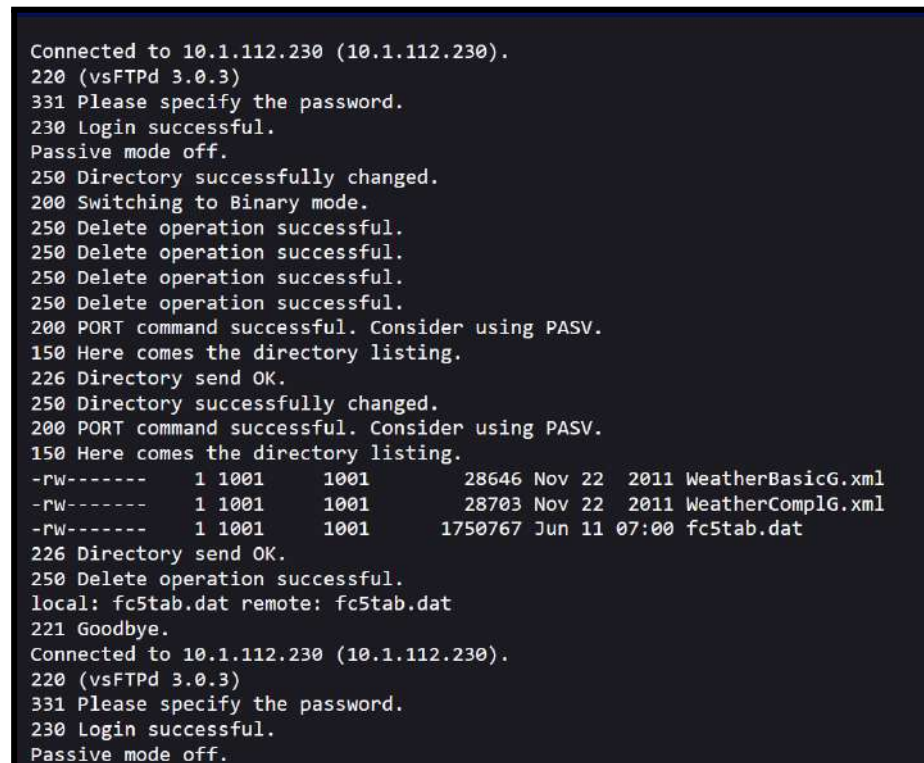 Connected to 10.1.112.230 (10.1.112.230).
220 (vsFTPd 3.0.3)
331 Please specify the password.
230 Login successful.
Passive mode off.
250 Directory successfully changed.
200 Switching to Binary mode.
250 Delete operation successful.
250 Delete operation successful.
250 Delete operation successful.
250 Delete operation successful.
200 PORT command successful. Consider using PASV.
150 Here comes the directory listing.
226 Directory send OK.
250 Directory successfully changed.
200 PORT command successful. Consider using PASV.
150 Here comes the directory listing.
-rw------- 1 1001 1001 28646 Nov 22 2011 WeatherBasicG.xml
-rw------- 1 1001 1001 28703 Nov 22 2011 WeatherComplG.xml
-rw------- 1 1001 1001 1750767 Jun 11 07:00 fc5tab.dat
226 Directory send OK.
250 Delete operation successful.
local: fc5tab.dat remote: fc5tab.dat
221 Goodbye.
Connected to 10.1.112.230 (10.1.112.230).
220 (vsFTPd 3.0.3)
331 Please specify the password.
230 Login successful.
Passive mode off.